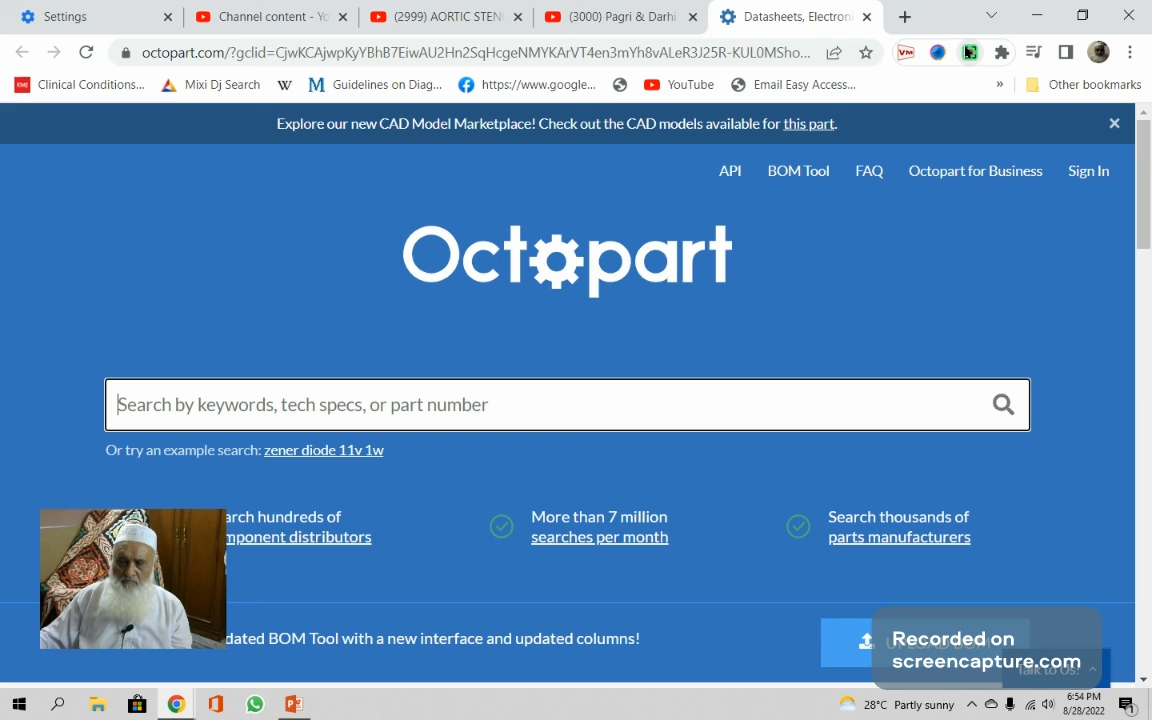 Settings
Channel content - Yo
(2999) AORTIC STEN
(3000) Pagri & Darhi
Datasheets, Electroni
octopart.com/?gclid=CjwKCAjwpKyYBhB7EiwAU2Hn2SqHcgeNMYKArVT4en3mYh8vALeR3J25R-KUL0MSho...
VM
EMJ
Clinical Conditions...
Mixi Dj Search
W
M
Guidelines on Diag...
https://www.google...
YouTube
Email Easy Access...
»
Other bookmarks
Explore our new CAD Model Marketplace! Check out the CAD models available for this part.
API
BOM Tool
FAQ
Octopart for Business
Sign In
Octopart
Search by keywords, tech specs, or part number
Or try an example search: zener diode 11v 1w
arch hundreds of
mponent distributors
More than 7 million
searches per month
Search thousands of
parts manufacturers
dated BOM Tool with a new interface and updated columns!
Recorded on
screencapture.com
Talk to Us!
28°C Partly sunny
6:54 PM
8/28/2022